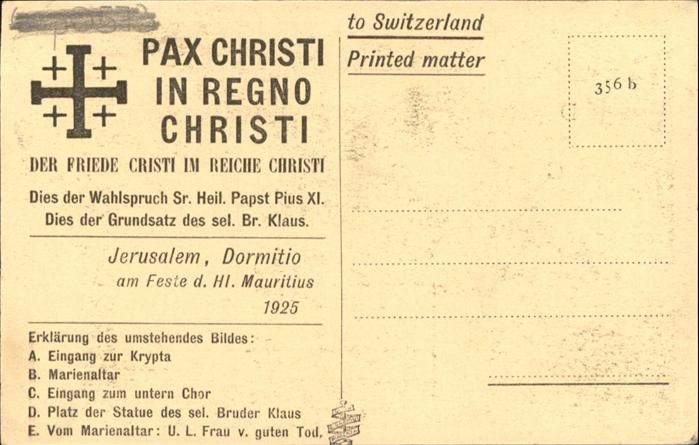 PAX CHRISTI
IN REGNO
CHRISTI
DER FRIEDE CRISTI IM REICHE CHRISTI
Dies der Wahlspruch Sr. Heil. Papst Pius XI.
Dies der Grundsatz des sel. Br. Klaus.
Jerusalem, Dormitio
am Feste d. Hl. Mauritius
1925
Erklärung des umstehendes Bildes:
A. Eingang zur Krypta
B. Marienaltar
C. Eingang zum untern Chor
D. Platz der Statue des sel. Bruder Klaus
E. Vom Marienaltar: U. L. Frau v. guten Tod.
to Switzerland
Printed matter
356 b